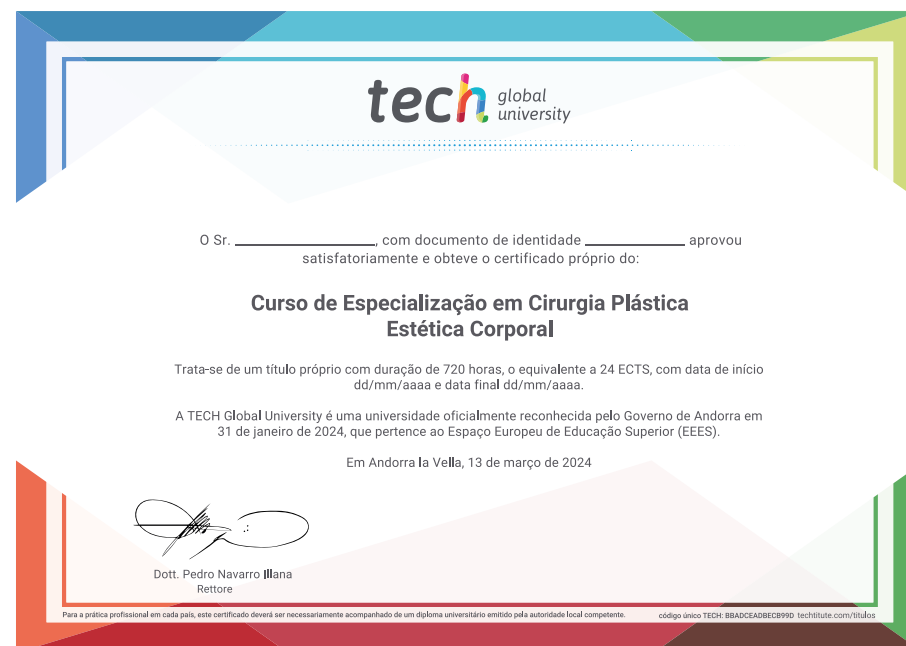 tech global university
O Sr. ____________________, com documento de identidade ______________ aprovou
satisfatoriamente e obteve o certificado próprio do:
Curso de Especialização em Cirurgia Plástica
Estética Corporal
Trata-se de um título próprio com duração de 720 horas, o equivalente a 24 ECTS, com data de início
dd/mm/aaaa e data final dd/mm/aaaa.
A TECH Global University é uma universidade oficialmente reconhecida pelo Governo de Andorra em
31 de janeiro de 2024, que pertence ao Espaço Europeu de Educação Superior (EEES).
Em Andorra la Vella, 13 de março de 2024
Dott. Pedro Navarro Illana
Rettore
Para a prática profissional em cada país, este certificado deverá ser necessariamente acompanhado de um diploma universitário emitido pela autoridade local competente.
código único TECH: BBADCEADBECB99D techtitute.com/titulos